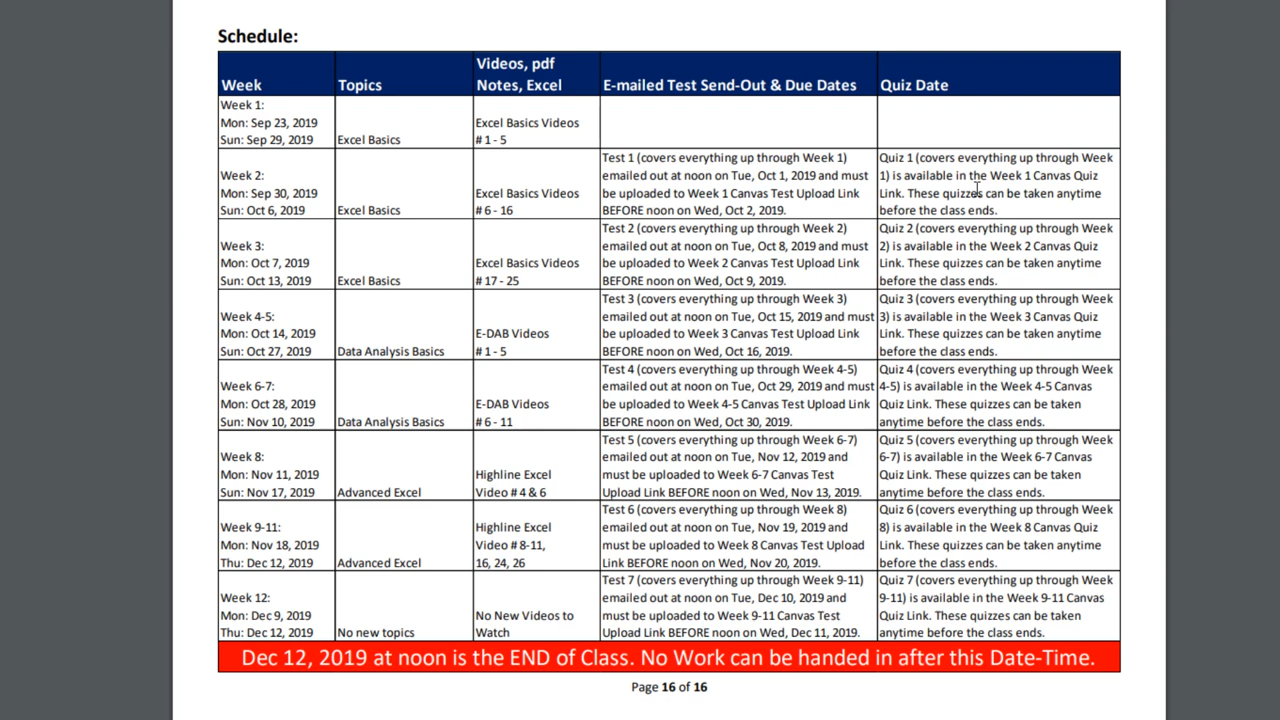 Schedule:
Week
Topics
Videos, pdf
Notes, Excel
E-mailed Test Send-Out & Due Dates
Quiz Date
Week 1:
Mon: Sep 23, 2019
Sun: Sep 29, 2019
Excel Basics
Excel Basics Videos
# 1 - 5
Week 2:
Mon: Sep 30, 2019
Sun: Oct 6, 2019
Excel Basics
Excel Basics Videos
# 6 - 16
Test 1 (covers everything up through Week 1)
emailed out at noon on Tue, Oct 1, 2019 and must
be uploaded to Week 1 Canvas Test Upload Link
BEFORE noon on Wed, Oct 2, 2019.
Quiz 1 (covers everything up through Week
1) is available in the Week 1 Canvas Quiz
Link. These quizzes can be taken anytime
before the class ends.
Week 3:
Mon: Oct 7, 2019
Sun: Oct 13, 2019
Excel Basics
Excel Basics Videos
# 17 - 25
Test 2 (covers everything up through Week 2)
emailed out at noon on Tue, Oct 8, 2019 and must
be uploaded to Week 2 Canvas Test Upload Link
BEFORE noon on Wed, Oct 9, 2019.
Quiz 2 (covers everything up through Week
2) is available in the Week 2 Canvas Quiz
Link. These quizzes can be taken anytime
before the class ends.
Week 4-5:
Mon: Oct 14, 2019
Sun: Oct 27, 2019
Data Analysis Basics
E-DAB Videos
# 1 - 5
Test 3 (covers everything up through Week 3)
emailed out at noon on Tue, Oct 15, 2019 and must
be uploaded to Week 3 Canvas Test Upload Link
BEFORE noon on Wed, Oct 16, 2019.
Quiz 3 (covers everything up through Week
3) is available in the Week 3 Canvas Quiz
Link. These quizzes can be taken anytime
before the class ends.
Week 6-7:
Mon: Oct 28, 2019
Sun: Nov 10, 2019
Data Analysis Basics
E-DAB Videos
# 6 - 11
Test 4 (covers everything up through Week 4-5)
emailed out at noon on Tue, Oct 29, 2019 and must
be uploaded to Week 4-5 Canvas Test Upload Link
BEFORE noon on Wed, Oct 30, 2019.
Quiz 4 (covers everything up through Week
4-5) is available in the Week 4-5 Canvas
Quiz Link. These quizzes can be taken
anytime before the class ends.
Week 8:
Mon: Nov 11, 2019
Sun: Nov 17, 2019
Advanced Excel
Highline Excel
Video # 4 & 6
Test 5 (covers everything up through Week 6-7)
emailed out at noon on Tue, Nov 12, 2019 and
must be uploaded to Week 6-7 Canvas Test
Upload Link BEFORE noon on Wed, Nov 13, 2019.
Quiz 5 (covers everything up through Week
6-7) is available in the Week 6-7 Canvas
Quiz Link. These quizzes can be taken
anytime before the class ends.
Week 9-11:
Mon: Nov 18, 2019
Thu: Dec 12, 2019
Advanced Excel
Highline Excel
Video # 8-11,
16, 24, 26
Test 6 (covers everything up through Week 8)
emailed out at noon on Tue, Nov 19, 2019 and
must be uploaded to Week 8 Canvas Test Upload
Link BEFORE noon on Wed, Nov 20, 2019.
Quiz 6 (covers everything up through Week
8) is available in the Week 8 Canvas Quiz
Link. These quizzes can be taken anytime
before the class ends.
Week 12:
Mon: Dec 9, 2019
Thu: Dec 12, 2019
No new topics
No New Videos to
Watch
Test 7 (covers everything up through Week 9-11)
emailed out at noon on Tue, Dec 10, 2019 and
must be uploaded to Week 9-11 Canvas Test
Upload Link BEFORE noon on Wed, Dec 11, 2019.
Quiz 7 (covers everything up through Week
9-11) is available in the Week 9-11 Canvas
Quiz Link. These quizzes can be taken
anytime before the class ends.
Dec 12, 2019 at noon is the END of Class. No Work can be handed in after this Date-Time.
Page 16 of 16